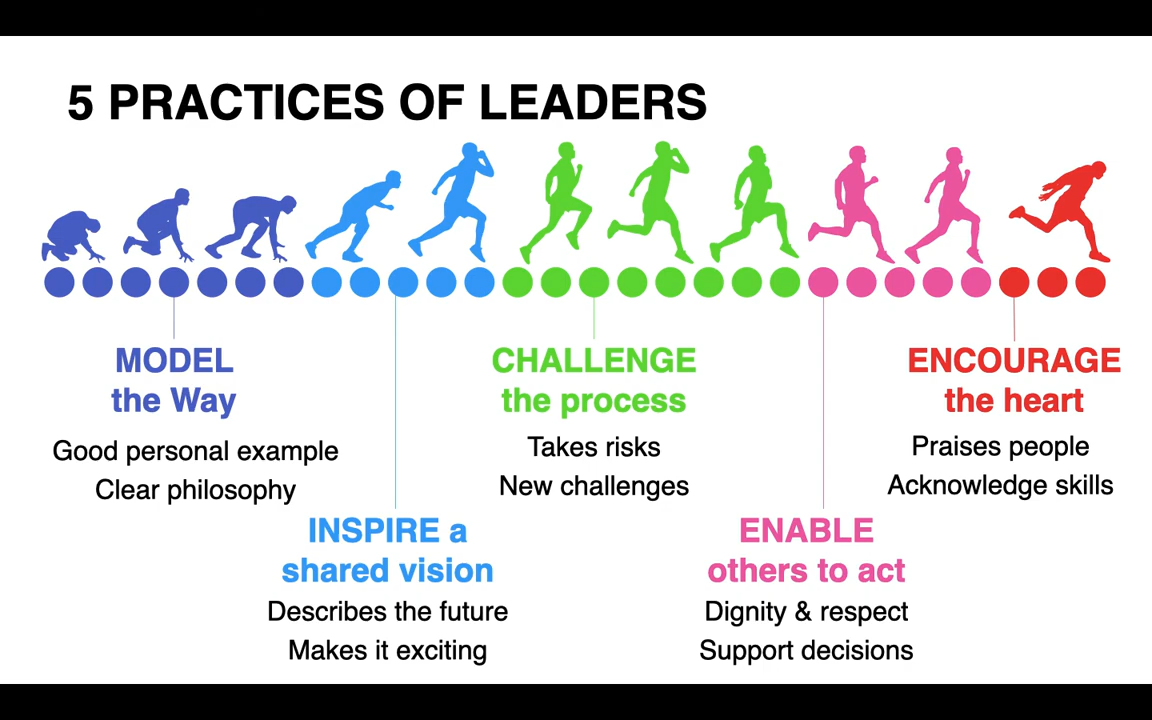 5 PRACTICES OF LEADERS
MODEL
the Way
Good personal example
Clear philosophy
INSPIRE a
shared vision
Describes the future
Makes it exciting
CHALLENGE
the process
Takes risks
New challenges
ENABLE
others to act
Dignity & respect
Support decisions
ENCOURAGE
the heart
Praises people
Acknowledge skills